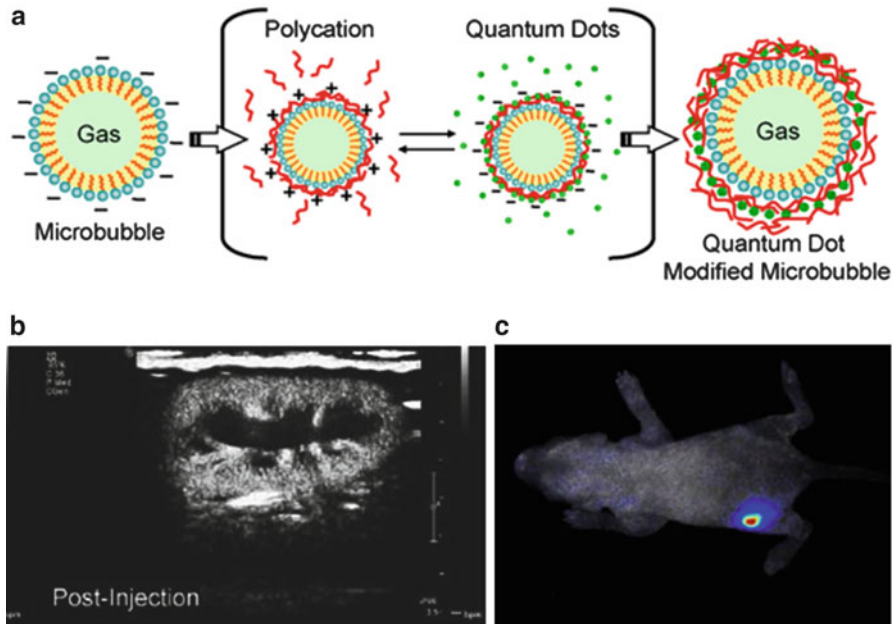 a
Polycation
Quantum Dots
Gas
Gas
Microbubble
Quantum Dot
Modified Microbubble
b
c
Post-Injection